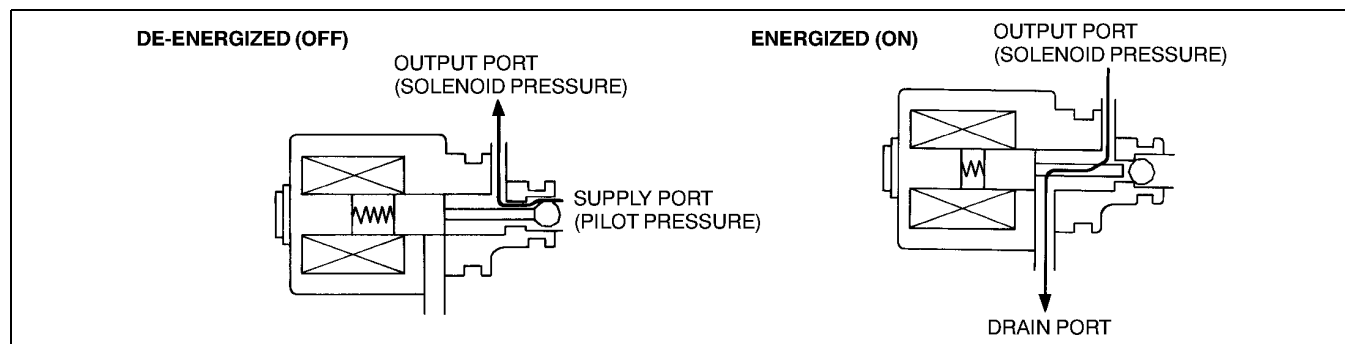 DE-ENERGIZED (OFF)
OUTPUT PORT
(SOLENOID PRESSURE)
SUPPLY PORT
(PILOT PRESSURE)
ENERGIZED (ON)
OUTPUT PORT
(SOLENOID PRESSURE)
DRAIN PORT